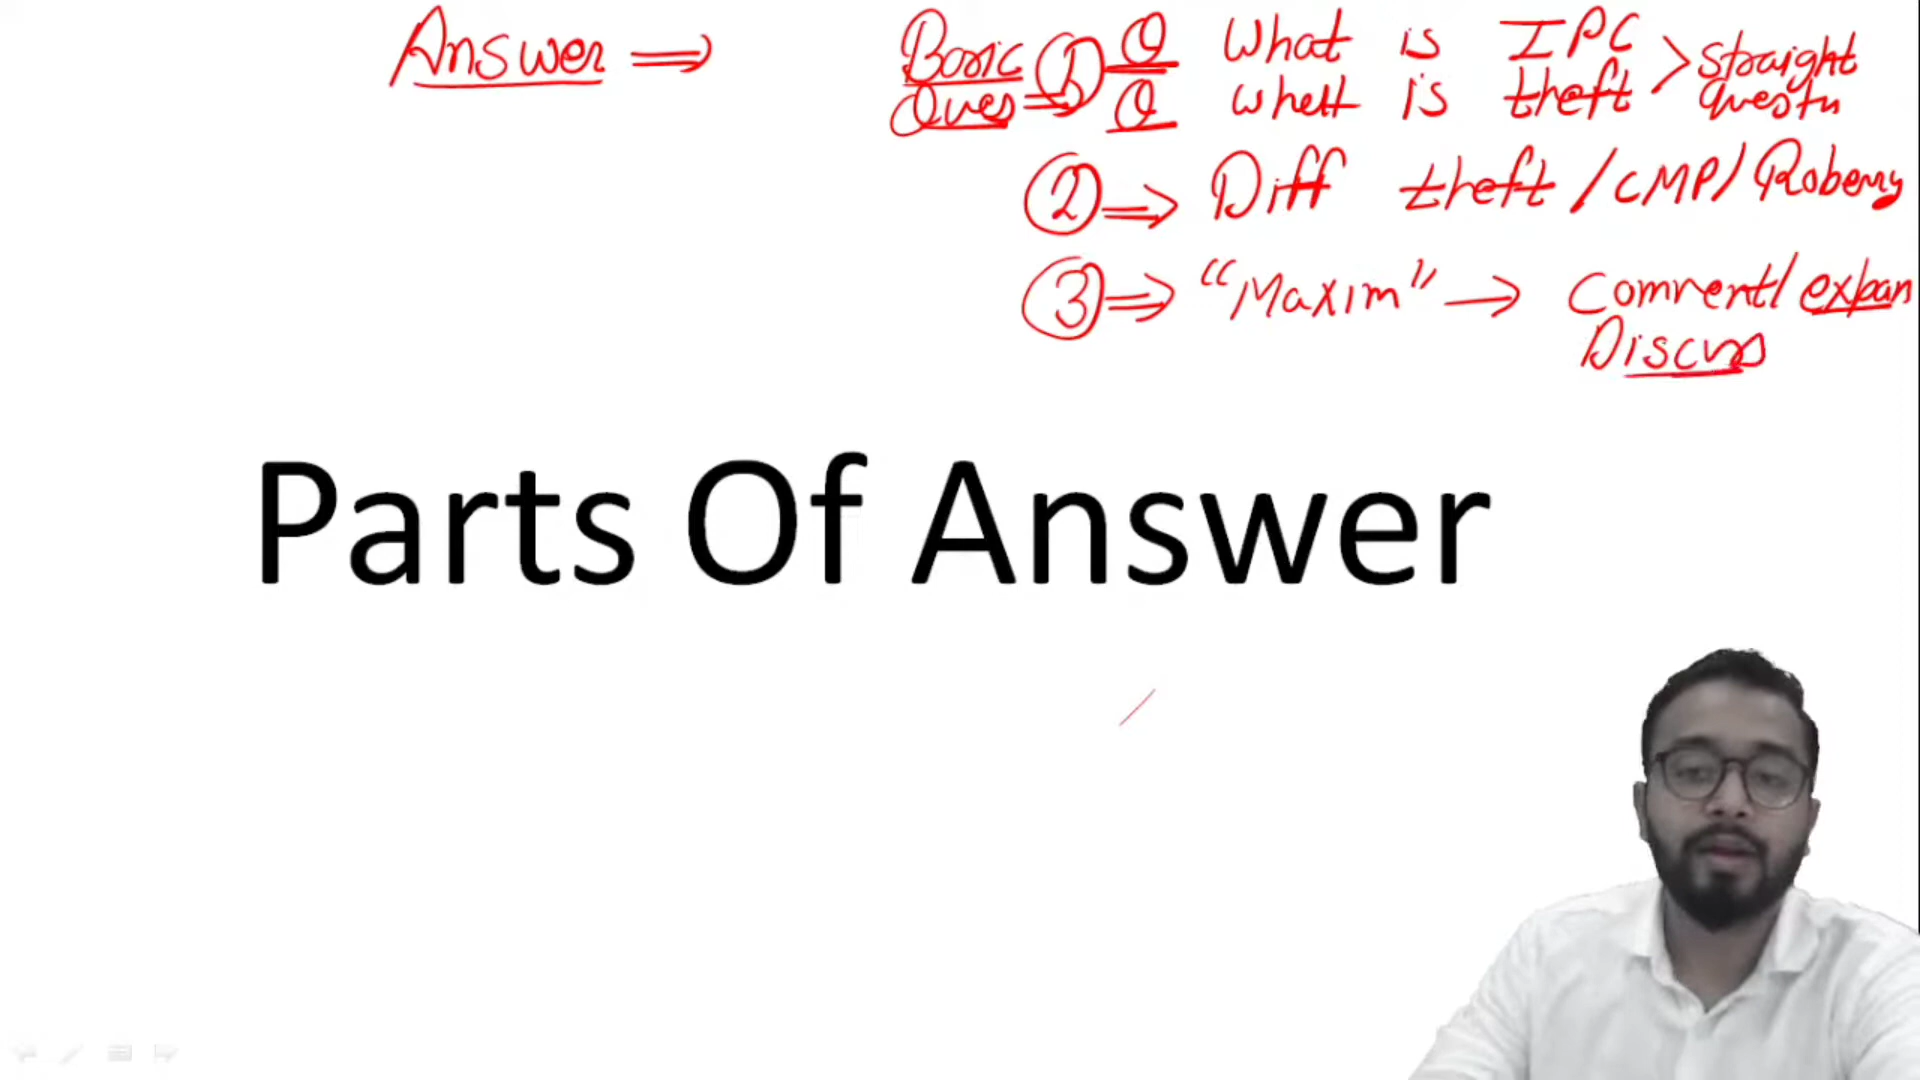 Answer ⇒ Basic ① Q What is IPC > straight
Ques ⇒ Q what is theft Questn
② ⇒ Diff theft / CMP / Robery
③ ⇒ "Maxim" → Comment/ explan
Discuss
Parts Of Answer